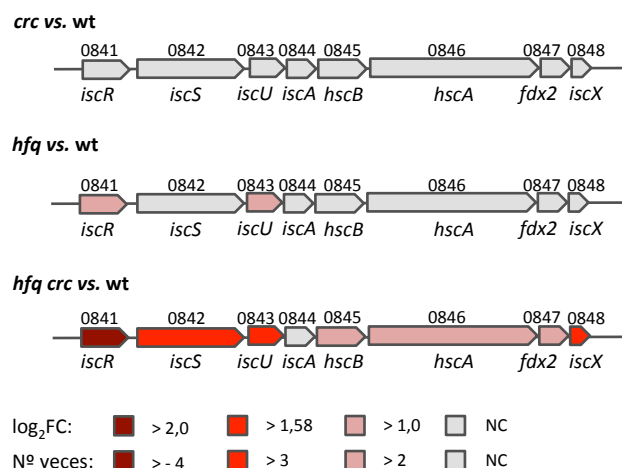 crc vs. wt
0841 0842 0843 0844 0845 0846 0847 0848
iscR iscS iscU iscA hscB hscA fdx2 iscX
hfq vs. wt
0841 0842 0843 0844 0845 0846 0847 0848
iscR iscS iscU iscA hscB hscA fdx2 iscX
hfq crc vs. wt
0841 0842 0843 0844 0845 0846 0847 0848
iscR iscS iscU iscA hscB hscA fdx2 iscX
log₂FC: > 2,0 > 1,58 > 1,0 NC
Nº veces: > - 4 > 3 > 2 NC